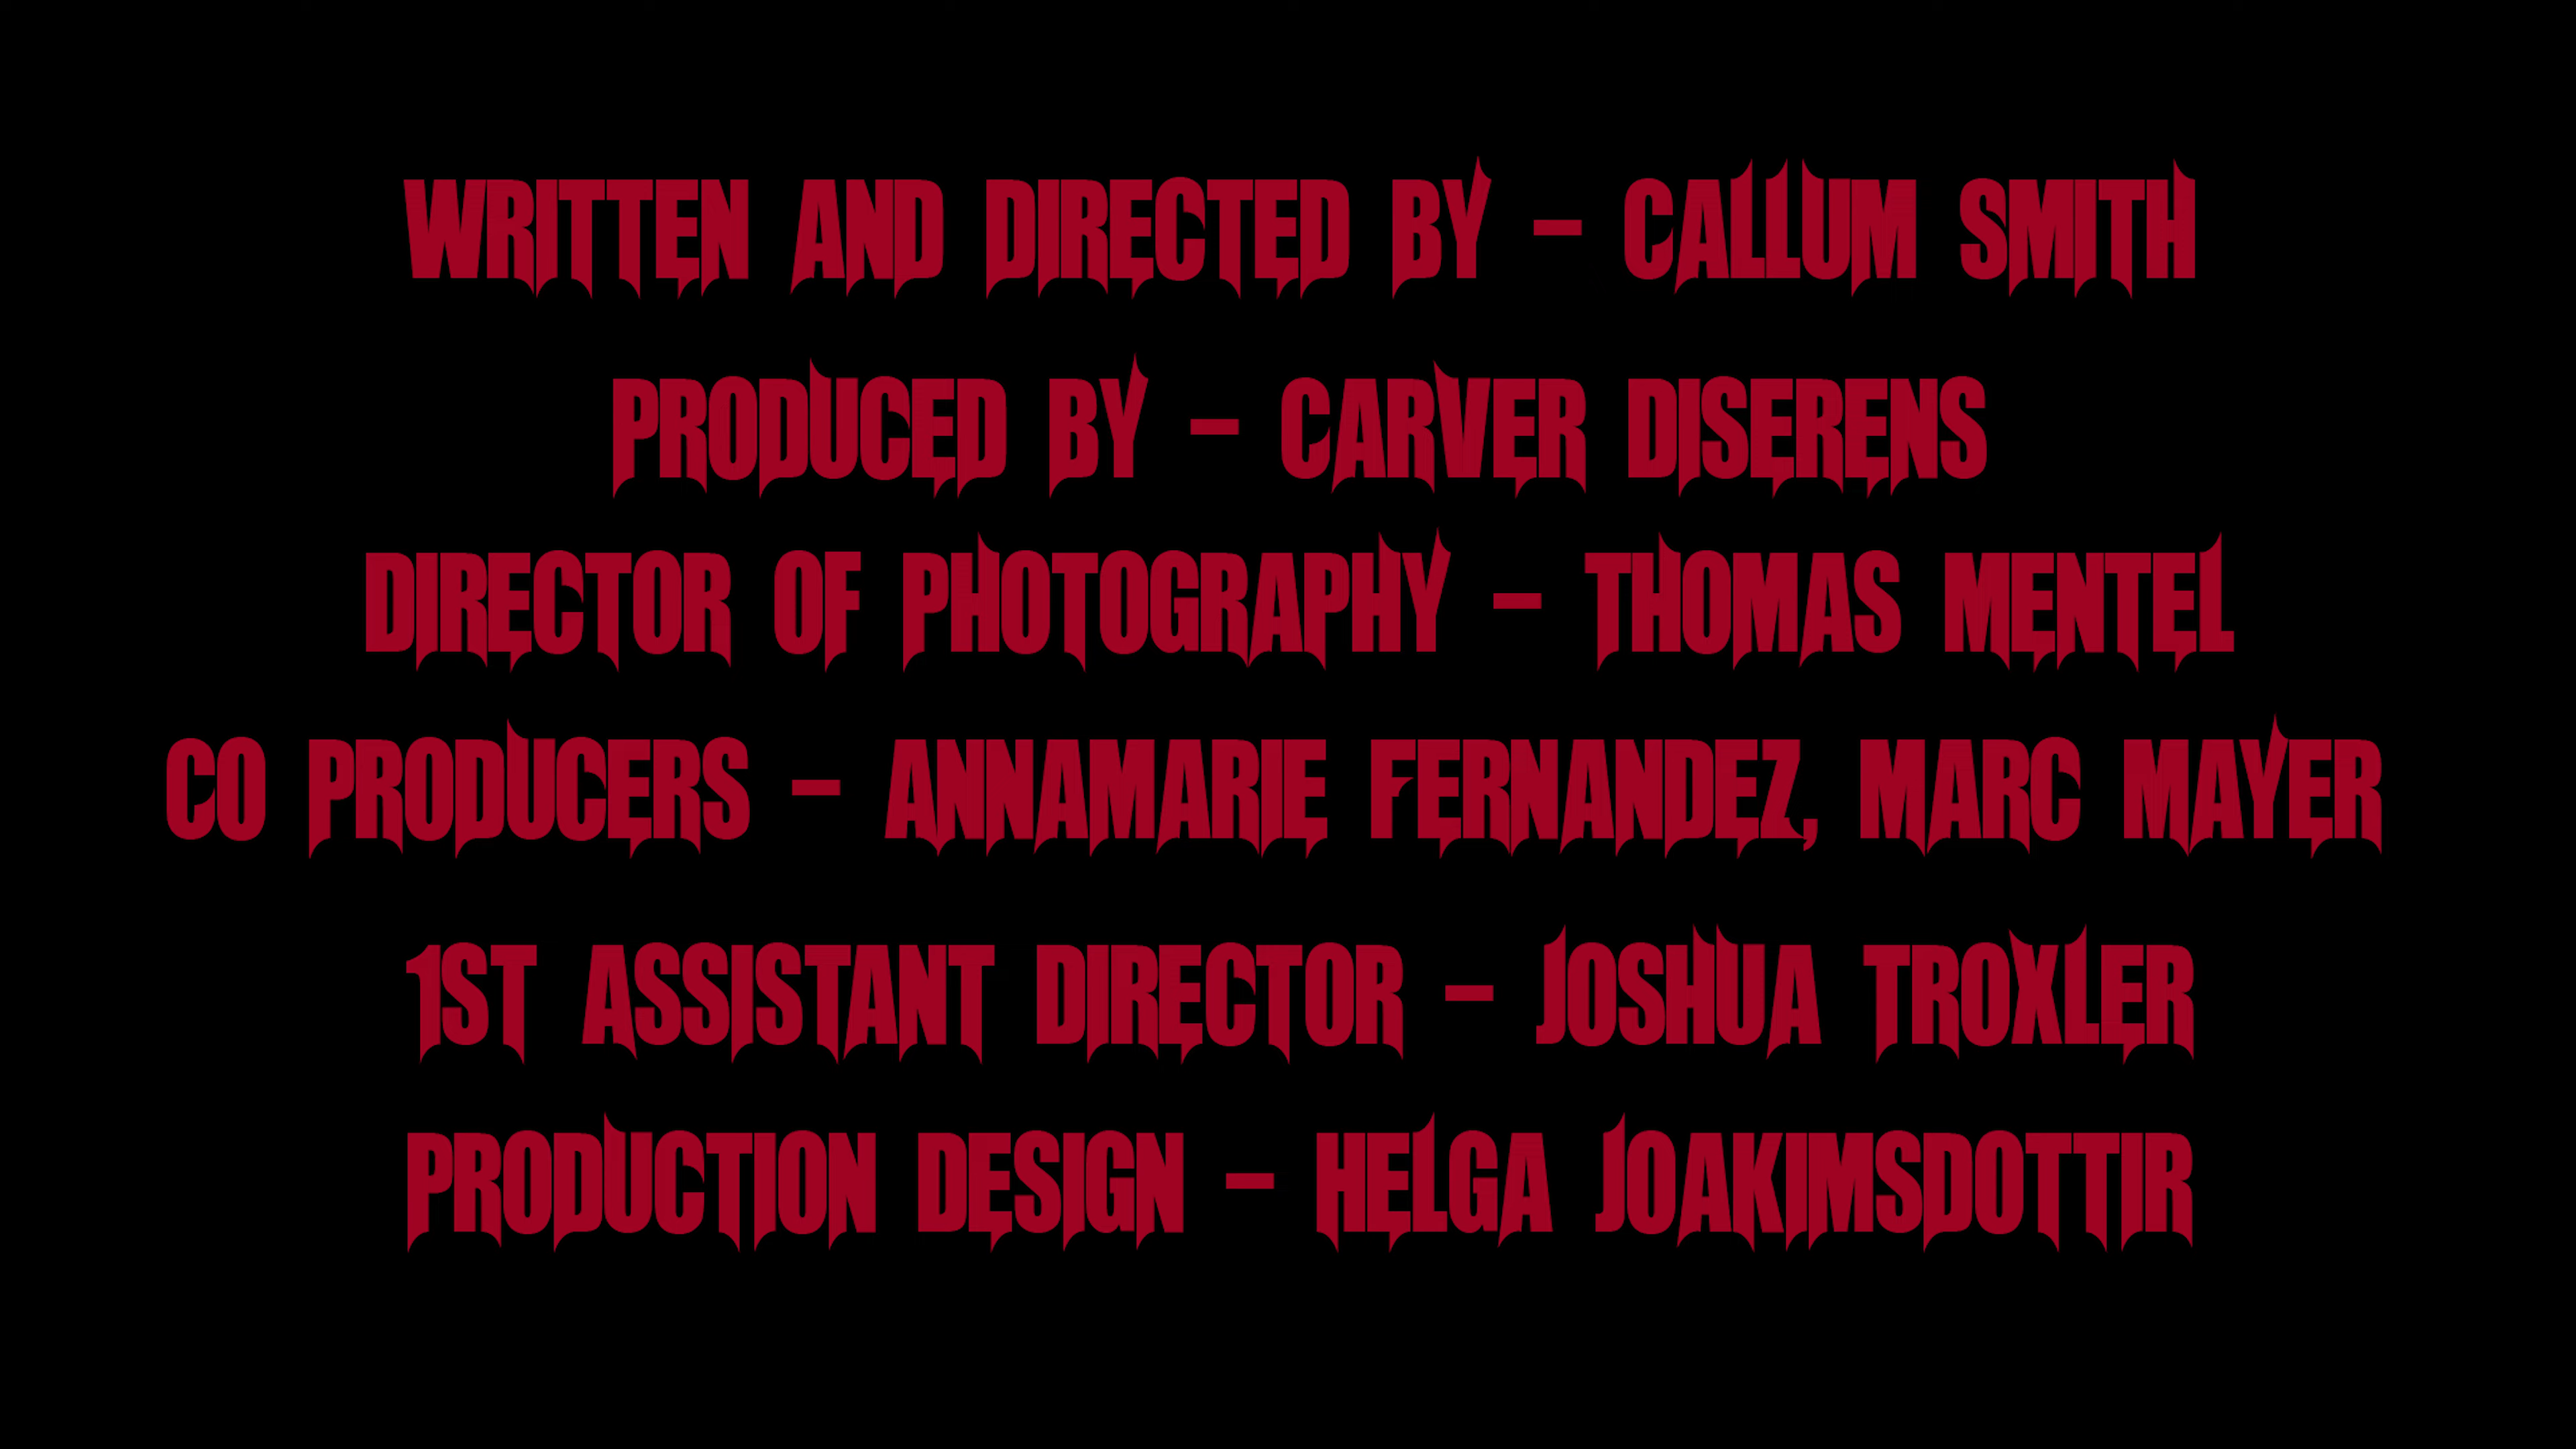 WRITTEN AND DIRECTED BY - CALLUM SMITH
PRODUCED BY - CARVER DISERENS
DIRECTOR OF PHOTOGRAPHY - THOMAS MENTEL
CO PRODUCERS - ANNAMARIE FERNANDEZ, MARC MAYER
1ST ASSISTANT DIRECTOR - JOSHUA TROXLER
PRODUCTION DESIGN - HELGA JOAKIMSDOTTIR